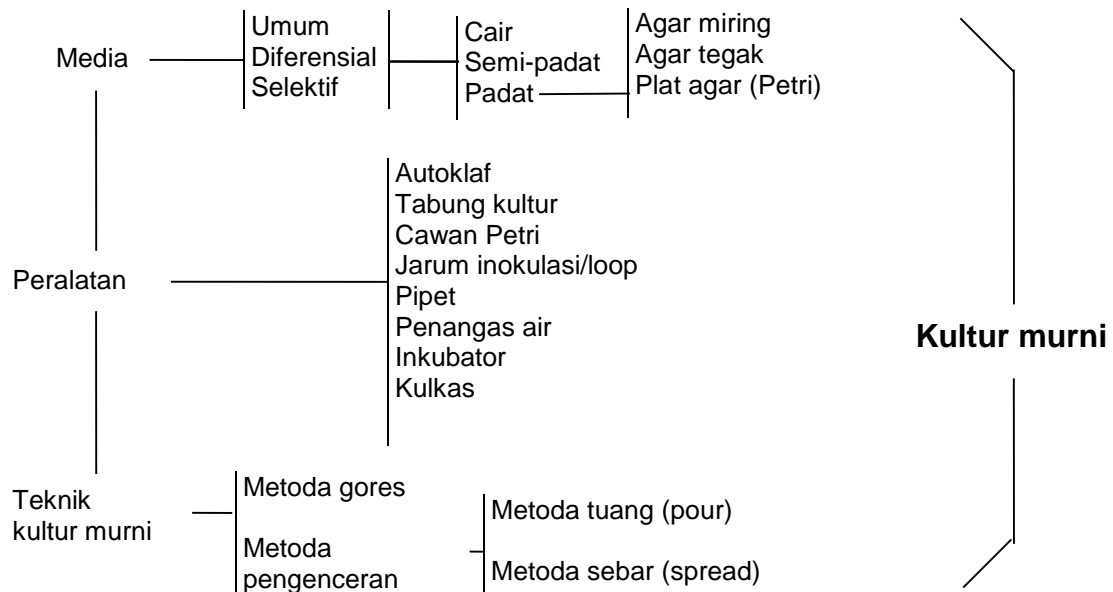 Media
Umum
Diferensial
Selektif
Cair
Semi-padat
Padat
Agar miring
Agar tegak
Plat agar (Petri)
Peralatan
Autoklaf
Tabung kultur
Cawan Petri
Jarum inokulasi/loop
Pipet
Penangas air
Inkubator
Kulkas
Teknik
kultur murni
Metoda gores
Metoda
pengenceran
Metoda tuang (pour)
Metoda sebar (spread)
Kultur murni